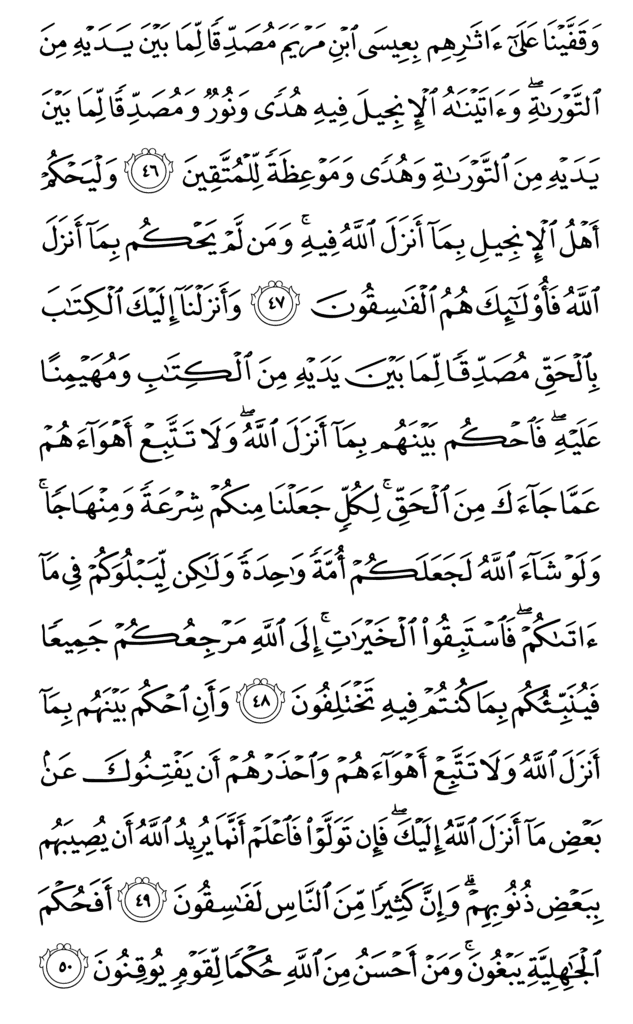 وَقَفَّيْنَا عَلَىٰٓ ءَاثَٰرِهِم بِعِيسَى ٱبْنِ مَرْيَمَ مُصَدِّقًا لِّمَا بَيْنَ يَدَيْهِ مِنَ
ٱلتَّوْرَىٰةِۖ وَءَاتَيْنَٰهُ ٱلْإِنجِيلَ فِيهِ هُدًى وَنُورٌ وَمُصَدِّقًا لِّمَا بَيْنَ
يَدَيْهِ مِنَ ٱلتَّوْرَىٰةِ وَهُدًى وَمَوْعِظَةً لِّلْمُتَّقِينَ ٤٦ وَلْيَحْكُمْ
أَهْلُ ٱلْإِنجِيلِ بِمَآ أَنزَلَ ٱللَّهُ فِيهِۚ وَمَن لَّمْ يَحْكُم بِمَآ أَنزَلَ
ٱللَّهُ فَأُو۟لَٰٓئِكَ هُمُ ٱلْفَٰسِقُونَ ٤٧ وَأَنزَلْنَآ إِلَيْكَ ٱلْكِتَٰبَ
بِٱلْحَقِّ مُصَدِّقًا لِّمَا بَيْنَ يَدَيْهِ مِنَ ٱلْكِتَٰبِ وَمُهَيْمِنًا
عَلَيْهِۖ فَٱحْكُم بَيْنَهُم بِمَآ أَنزَلَ ٱللَّهُۖ وَلَا تَتَّبِعْ أَهْوَآءَهُمْ
عَمَّا جَآءَكَ مِنَ ٱلْحَقِّۚ لِكُلٍّ جَعَلْنَا مِنكُمْ شِرْعَةً وَمِنْهَاجًاۚ
وَلَوْ شَآءَ ٱللَّهُ لَجَعَلَكُمْ أُمَّةً وَٰحِدَةً وَلَٰكِن لِّيَبْلُوَكُمْ فِى مَآ
ءَاتَىٰكُمْۖ فَٱسْتَبِقُوا۟ ٱلْخَيْرَٰتِۚ إِلَى ٱللَّهِ مَرْجِعُكُمْ جَمِيعًا
فَيُنَبِّئُكُم بِمَا كُنتُمْ فِيهِ تَخْتَلِفُونَ ٤٨ وَأَنِ ٱحْكُم بَيْنَهُم بِمَآ
أَنزَلَ ٱللَّهُ وَلَا تَتَّبِعْ أَهْوَآءَهُمْ وَٱحْذَرْهُمْ أَن يَفْتِنُوكَ عَنۢ
بَعْضِ مَآ أَنزَلَ ٱللَّهُ إِلَيْكَۖ فَإِن تَوَلَّوْا۟ فَٱعْلَمْ أَنَّمَا يُرِيدُ ٱللَّهُ أَن يُصِيبَهُم
بِبَعْضِ ذُنُوبِهِمْۗ وَإِنَّ كَثِيرًا مِّنَ ٱلنَّاسِ لَفَٰسِقُونَ ٤٩ أَفَحُكْمَ
ٱلْجَٰهِلِيَّةِ يَبْغُونَۚ وَمَنْ أَحْسَنُ مِنَ ٱللَّهِ حُكْمًا لِّقَوْمٍ يُوقِنُونَ ٥٠